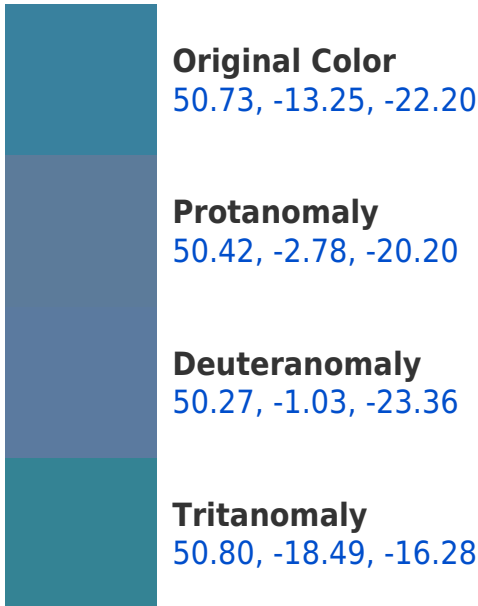 Original Color
50.73, -13.25, -22.20
Protanomaly
50.42, -2.78, -20.20
Deuteranomaly
50.27, -1.03, -23.36
Tritanomaly
50.80, -18.49, -16.28